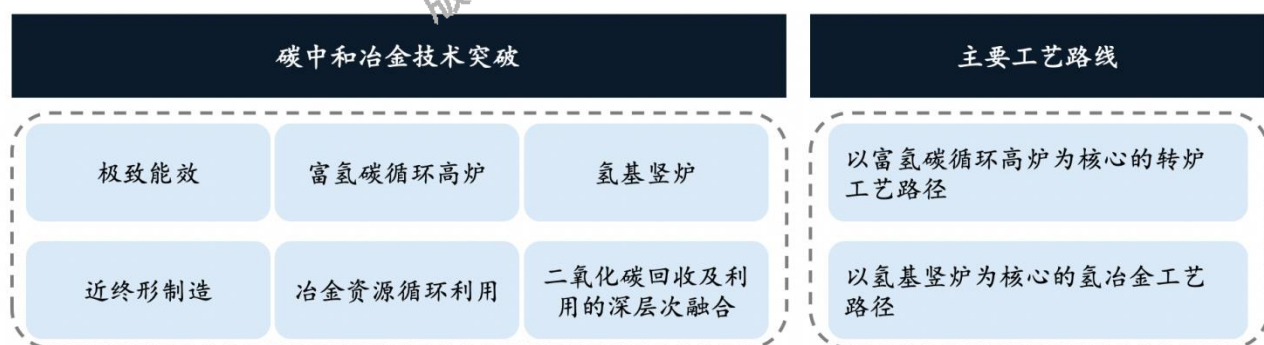 碳中和冶金技术突破
主要工艺路线
极致能效
富氢碳循环高炉
氢基竖炉
以富氢碳循环高炉为核心的转炉
工艺路径
近终形制造
冶金资源循环利用
二氧化碳回收及利
用的深层次融合
以氢基竖炉为核心的氢冶金工艺
路径